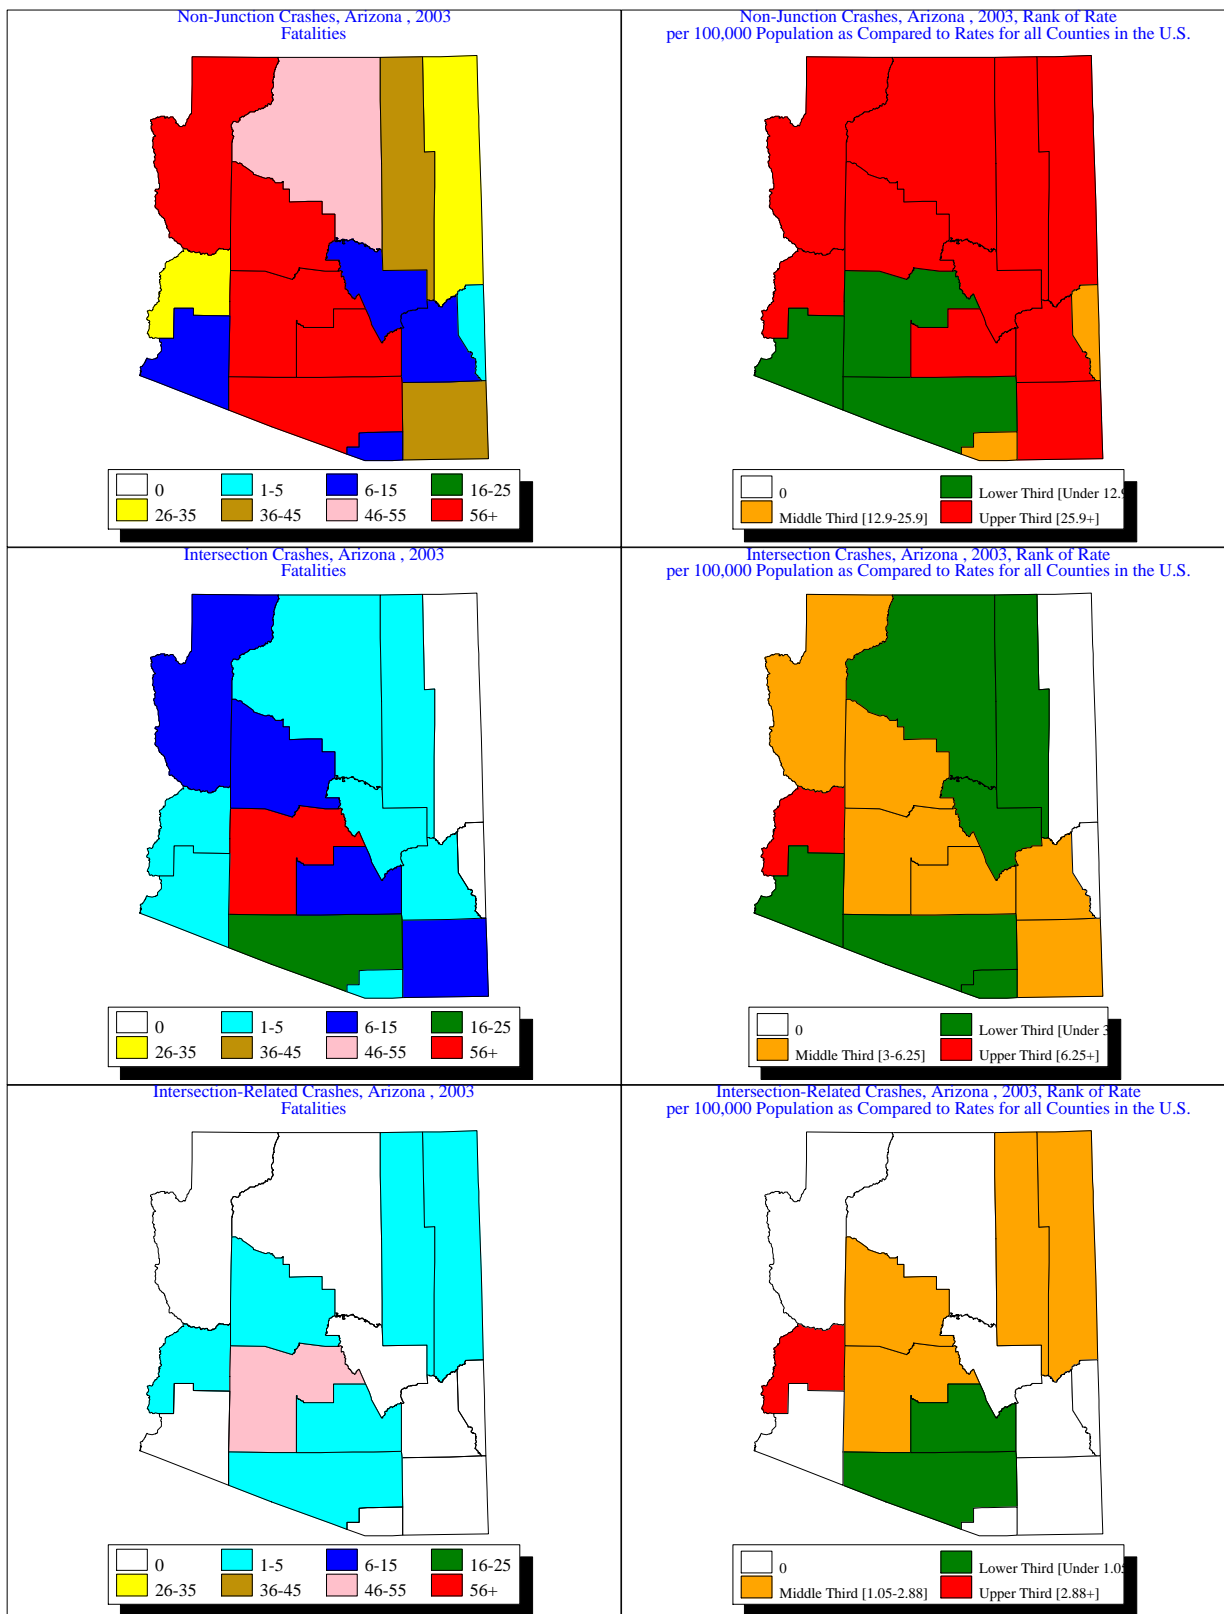 Non-Junction Crashes, Arizona , 2003
Fatalities
0
1-5
6-15
16-25
26-35
36-45
46-55
56+
Non-Junction Crashes, Arizona , 2003, Rank of Rate
per 100,000 Population as Compared to Rates for all Counties in the U.S.
0
Lower Third [Under 12.9
Middle Third [12.9-25.9]
Upper Third [25.9+]
Intersection Crashes, Arizona , 2003
Fatalities
0
1-5
6-15
16-25
26-35
36-45
46-55
56+
Intersection Crashes, Arizona , 2003, Rank of Rate
per 100,000 Population as Compared to Rates for all Counties in the U.S.
0
Lower Third [Under 3
Middle Third [3-6.25]
Upper Third [6.25+]
Intersection-Related Crashes, Arizona , 2003
Fatalities
0
1-5
6-15
16-25
26-35
36-45
46-55
56+
Intersection-Related Crashes, Arizona , 2003, Rank of Rate
per 100,000 Population as Compared to Rates for all Counties in the U.S.
0
Lower Third [Under 1.05
Middle Third [1.05-2.88]
Upper Third [2.88+]